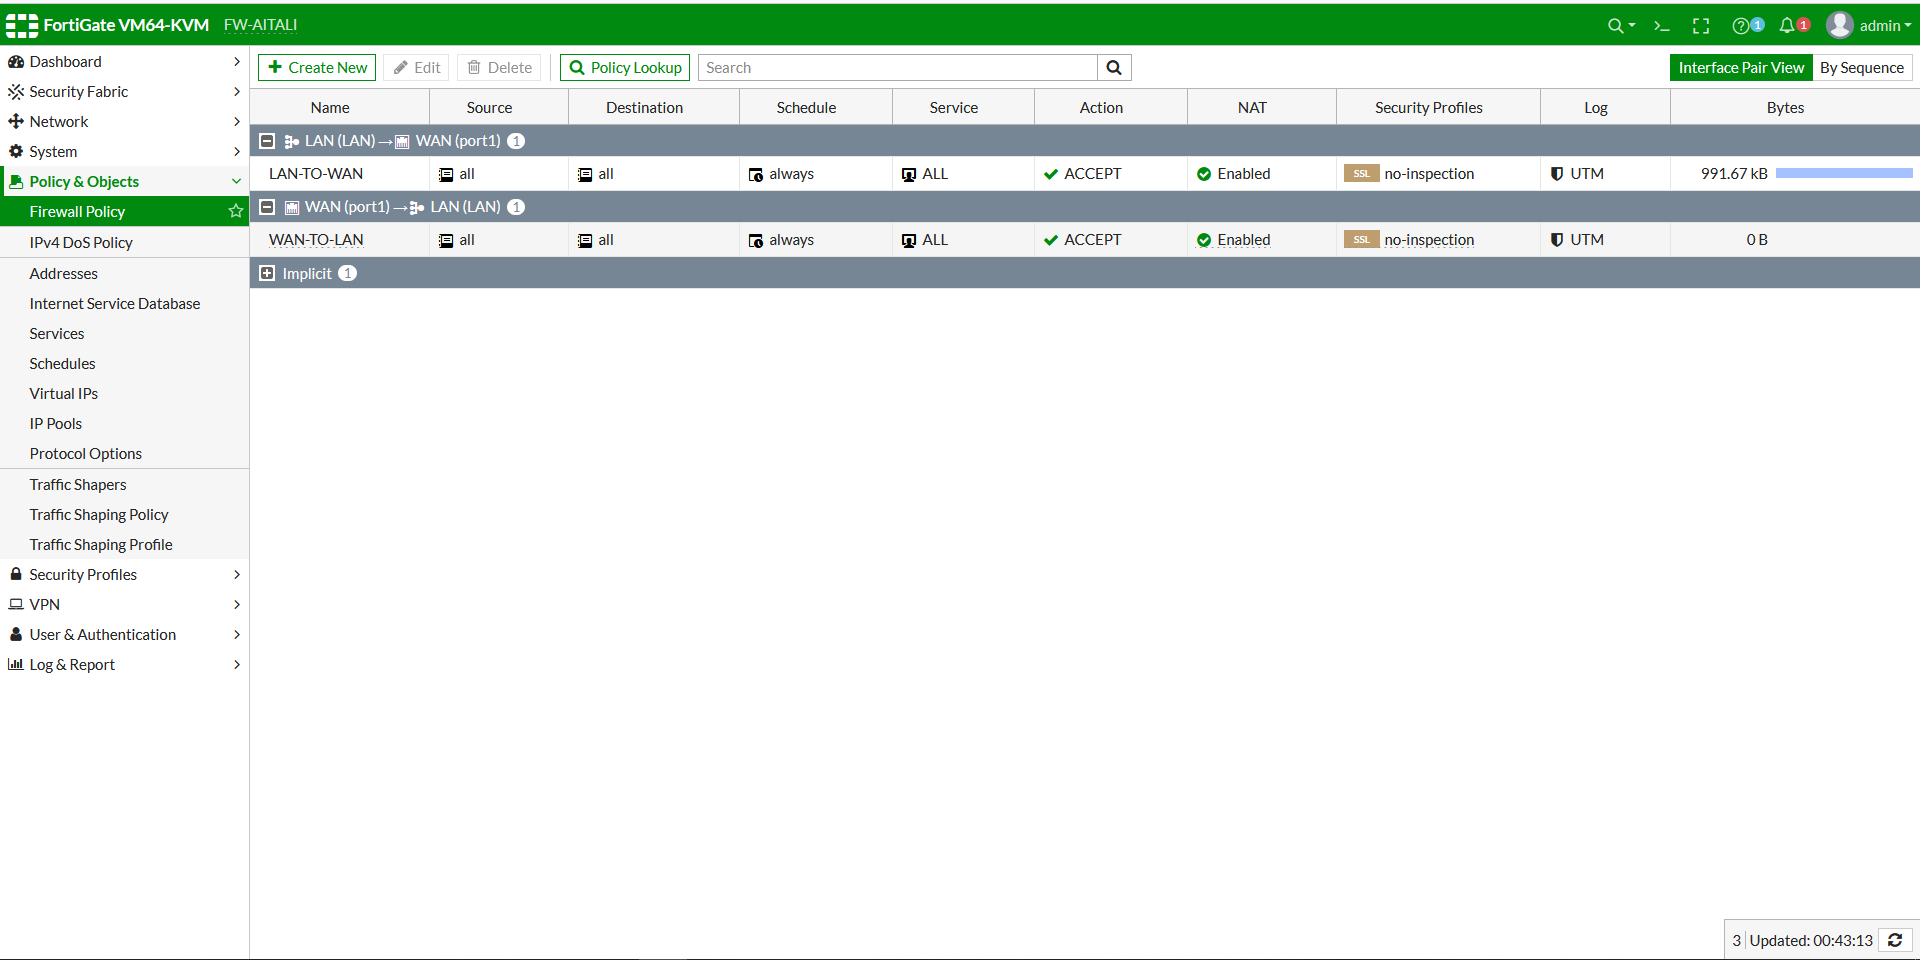 FortiGate VM64-KVM FW-AITALI 1 1 admin
Dashboard
Security Fabric
Network
System
Policy & Objects
Firewall Policy
IPv4 DoS Policy
Addresses
Internet Service Database
Services
Schedules
Virtual IPs
IP Pools
Protocol Options
Traffic Shapers
Traffic Shaping Policy
Traffic Shaping Profile
Security Profiles
VPN
User & Authentication
Log & Report
Create New Edit Delete Policy Lookup Search Interface Pair View By Sequence
Name Source Destination Schedule Service Action NAT Security Profiles Log Bytes
LAN (LAN) → WAN (port1) 1
LAN-TO-WAN all all always ALL ACCEPT Enabled SSL no-inspection UTM 991.67 kB
WAN (port1) → LAN (LAN) 1
WAN-TO-LAN all all always ALL ACCEPT Enabled SSL no-inspection UTM 0 B
Implicit 1
3 Updated: 00:43:13